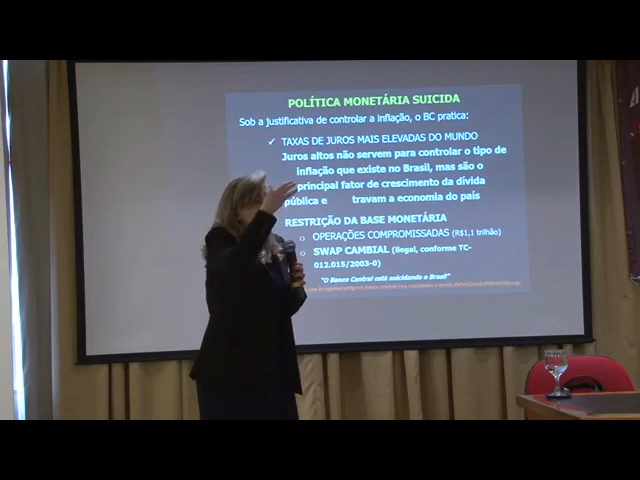 POLÍTICA MONETÁRIA SUICIDA
Sob a justificativa de controlar a inflação, o BC pratica:
✓ TAXAS DE JUROS MAIS ELEVADAS DO MUNDO
Juros altos não servem para controlar o tipo de
inflação que existe no Brasil, mas são o
principal fator de crescimento da dívida
pública e travam a economia do país
RESTRIÇÃO DA BASE MONETÁRIA
o OPERAÇÕES COMPROMISSADAS (R$1,1 trilhão)
o SWAP CAMBIAL (ilegal, conforme TC-
012.015/2003-0)
"O Banco Central está suicidando o Brasil"